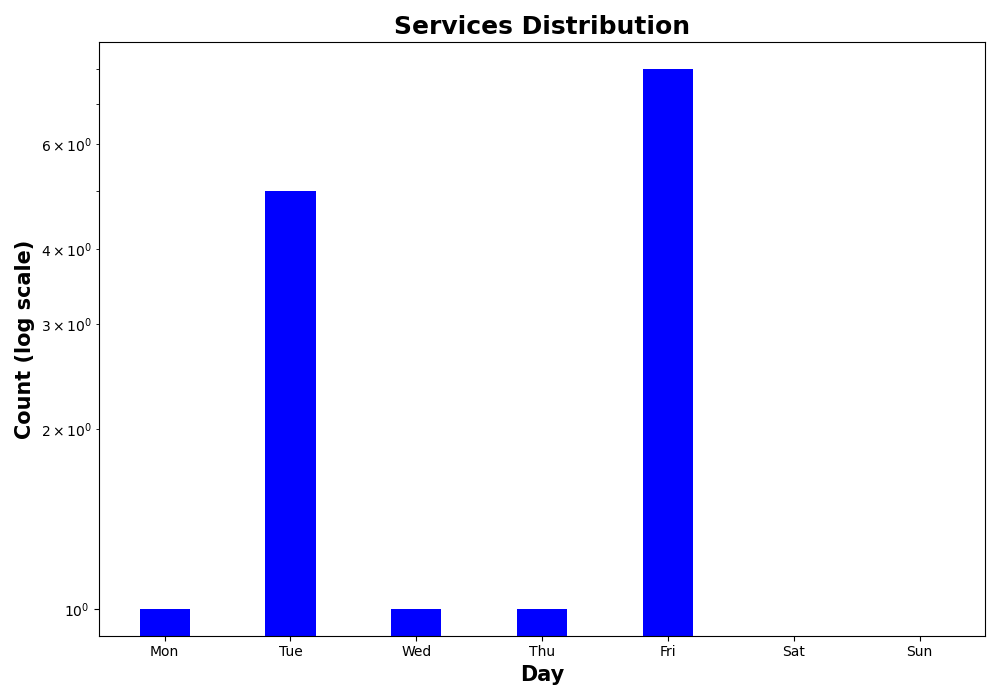 Services Distribution
Count (log scale)
6 × 10⁰
4 × 10⁰
3 × 10⁰
2 × 10⁰
10⁰
Mon Tue Wed Thu Fri Sat Sun
Day